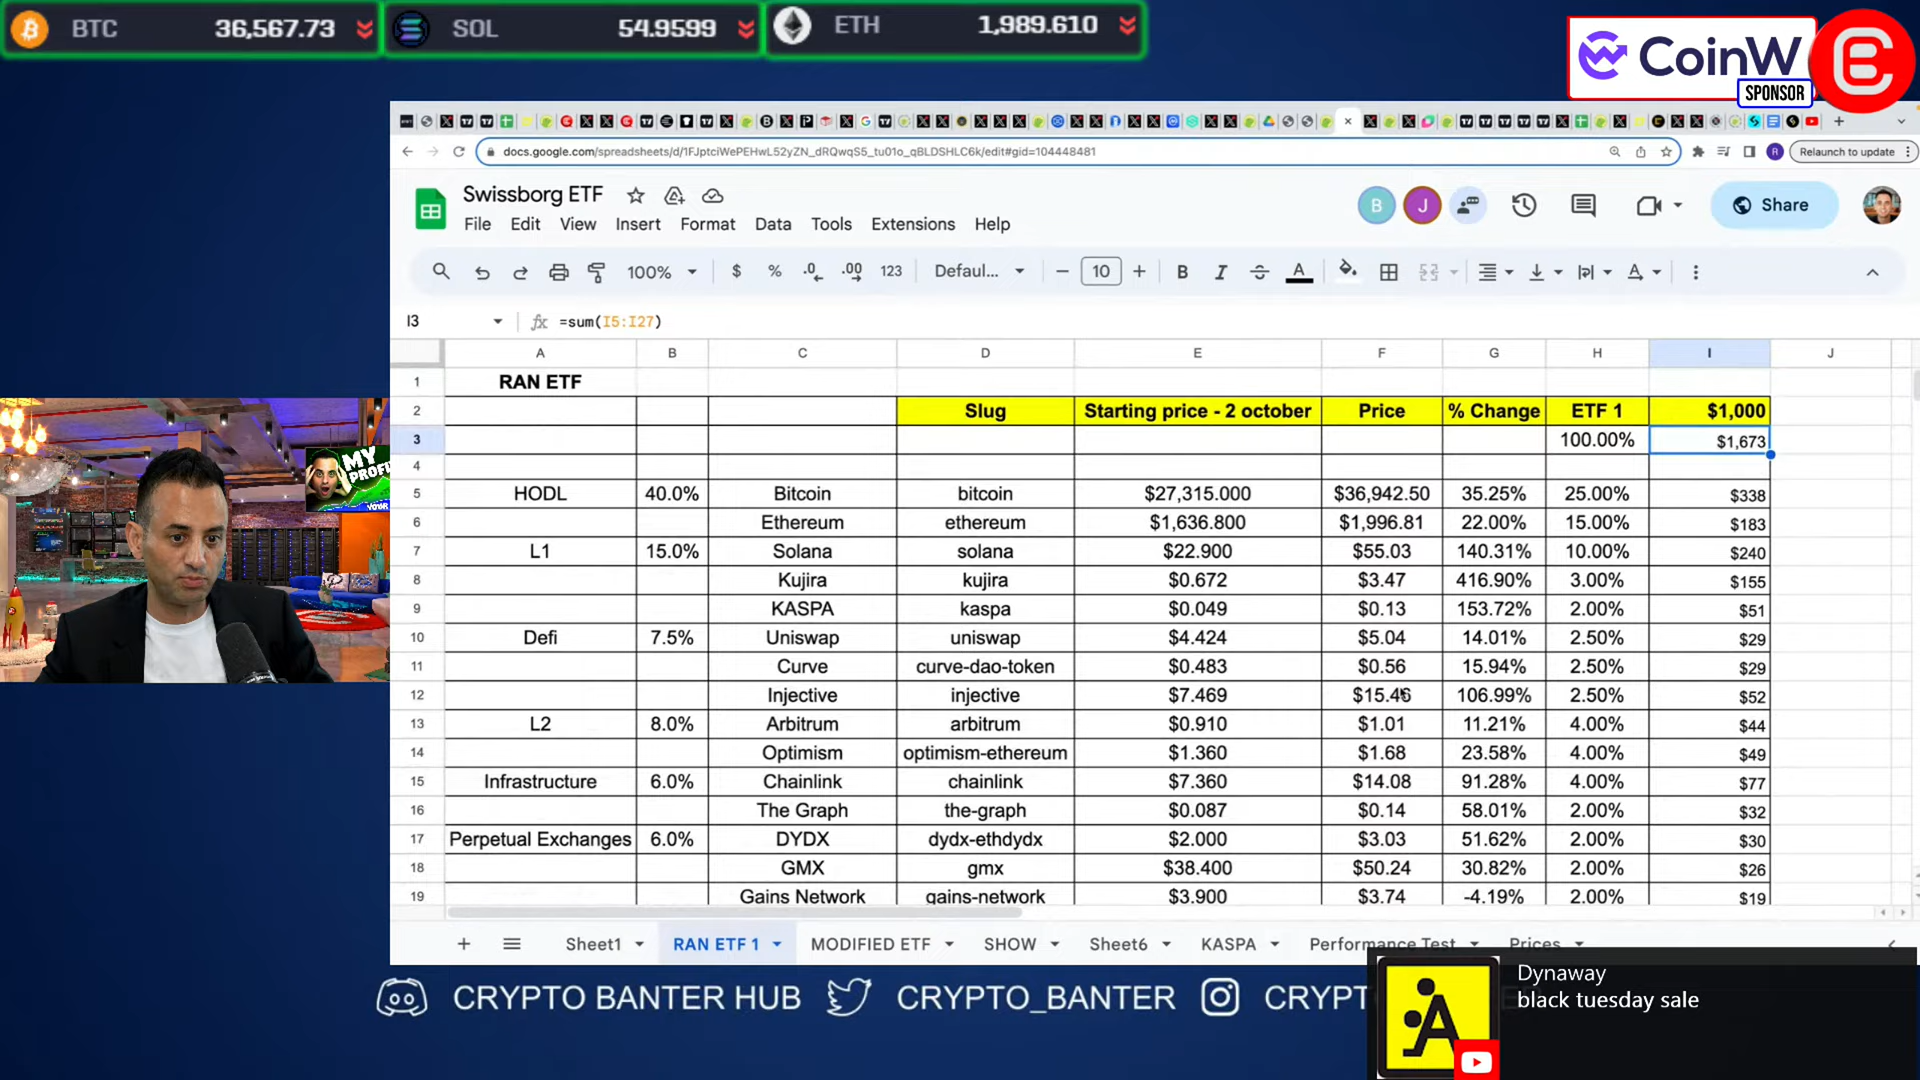 BTC 36,567.73 SOL 54.9599 ETH 1,989.610
CoinW
SPONSOR
docs.google.com/spreadsheets/d/1FJptciWePEHwL52yZN_dRQwqS5_tu01o_qBLDSHLC6k/edit#gid=104448481
R Relaunch to update
Swissborg ETF
B J Share
File Edit View Insert Format Data Tools Extensions Help
100% $ % .0 .00 123 Defaul... 10 B I A
I3 fx =sum(I5:I27)
A B C D E F G H I J
1 RAN ETF
2 Slug Starting price - 2 october Price % Change ETF 1 $1,000
3 100.00% $1,673
4
5 HODL 40.0% Bitcoin bitcoin $27,315.000 $36,942.50 35.25% 25.00% $338
6 Ethereum ethereum $1,636.800 $1,996.81 22.00% 15.00% $183
7 L1 15.0% Solana solana $22.900 $55.03 140.31% 10.00% $240
8 Kujira kujira $0.672 $3.47 416.90% 3.00% $155
9 KASPA kaspa $0.049 $0.13 153.72% 2.00% $51
10 Defi 7.5% Uniswap uniswap $4.424 $5.04 14.01% 2.50% $29
11 Curve curve-dao-token $0.483 $0.56 15.94% 2.50% $29
12 Injective injective $7.469 $15.46 106.99% 2.50% $52
13 L2 8.0% Arbitrum arbitrum $0.910 $1.01 11.21% 4.00% $44
14 Optimism optimism-ethereum $1.360 $1.68 23.58% 4.00% $49
15 Infrastructure 6.0% Chainlink chainlink $7.360 $14.08 91.28% 4.00% $77
16 The Graph the-graph $0.087 $0.14 58.01% 2.00% $32
17 Perpetual Exchanges 6.0% DYDX dydx-ethdydx $2.000 $3.03 51.62% 2.00% $30
18 GMX gmx $38.400 $50.24 30.82% 2.00% $26
19 Gains Network gains-network $3.900 $3.74 -4.19% 2.00% $19
MY
PROFI
YOUR
Sheet1 RAN ETF 1 MODIFIED ETF SHOW Sheet6 KASPA Performance Test Prices
CRYPTO BANTER HUB CRYPTO_BANTER CRYPT
Dynaway
black tuesday sale